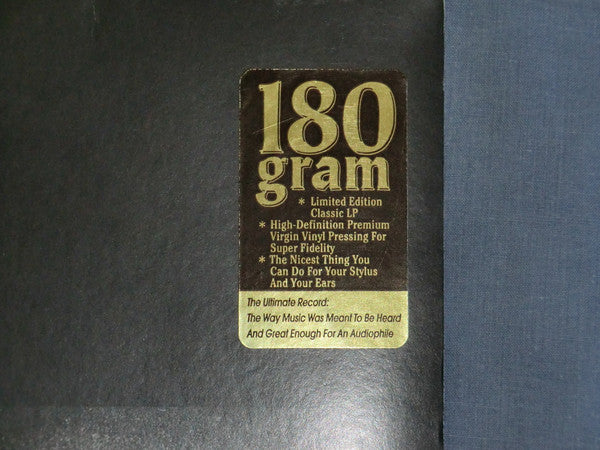 180
gram
* Limited Edition
Classic LP
* High-Definition Premium
Virgin Vinyl Pressing For
Super Fidelity
* The Nicest Thing You
Can Do For Your Stylus
And Your Ears
The Ultimate Record:
The Way Music Was Meant To Be Heard
And Great Enough For An Audiophile